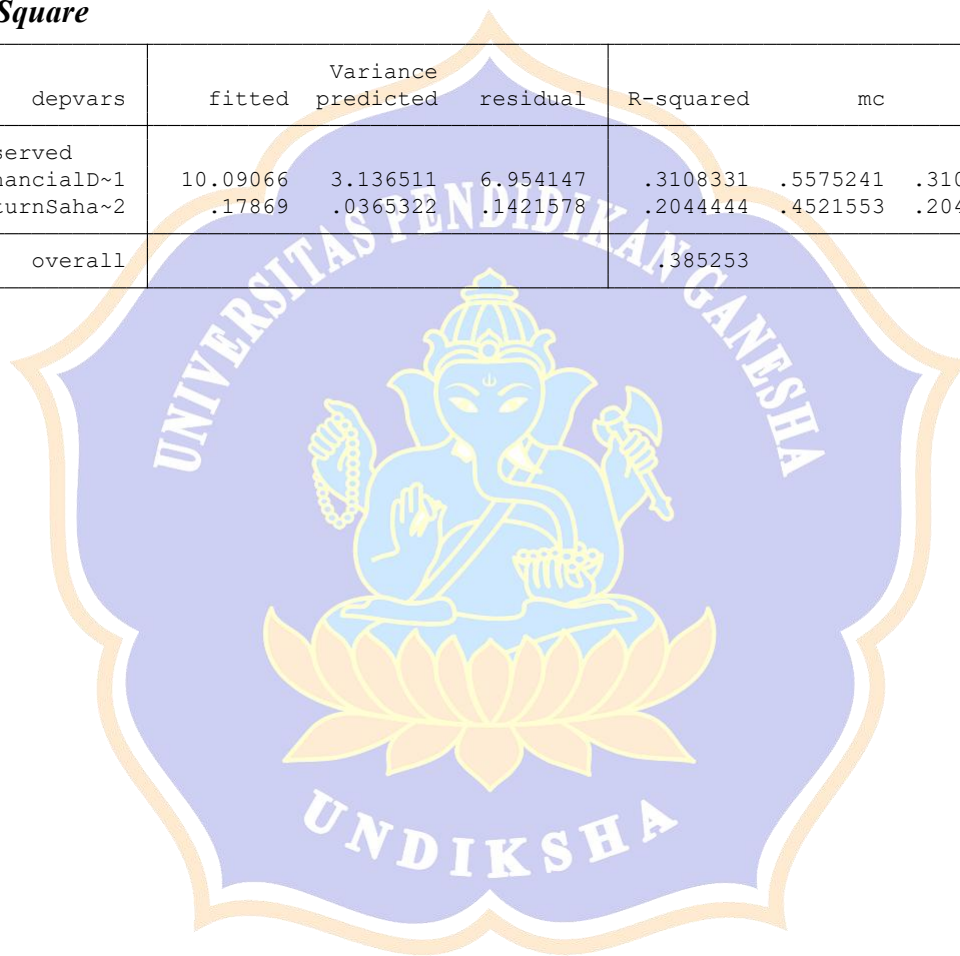 Square
Variance
depvars fitted predicted residual R-squared mc
served
nancialD~1 10.09066 3.136511 6.954147 .3108331 .5575241 .310
turnSaha~2 .17869 .0365322 .1421578 .2044444 .4521553 .204
overall .385253
UNIVERSITAS PENDIDIKAN GANESHA
UNDIKSHA